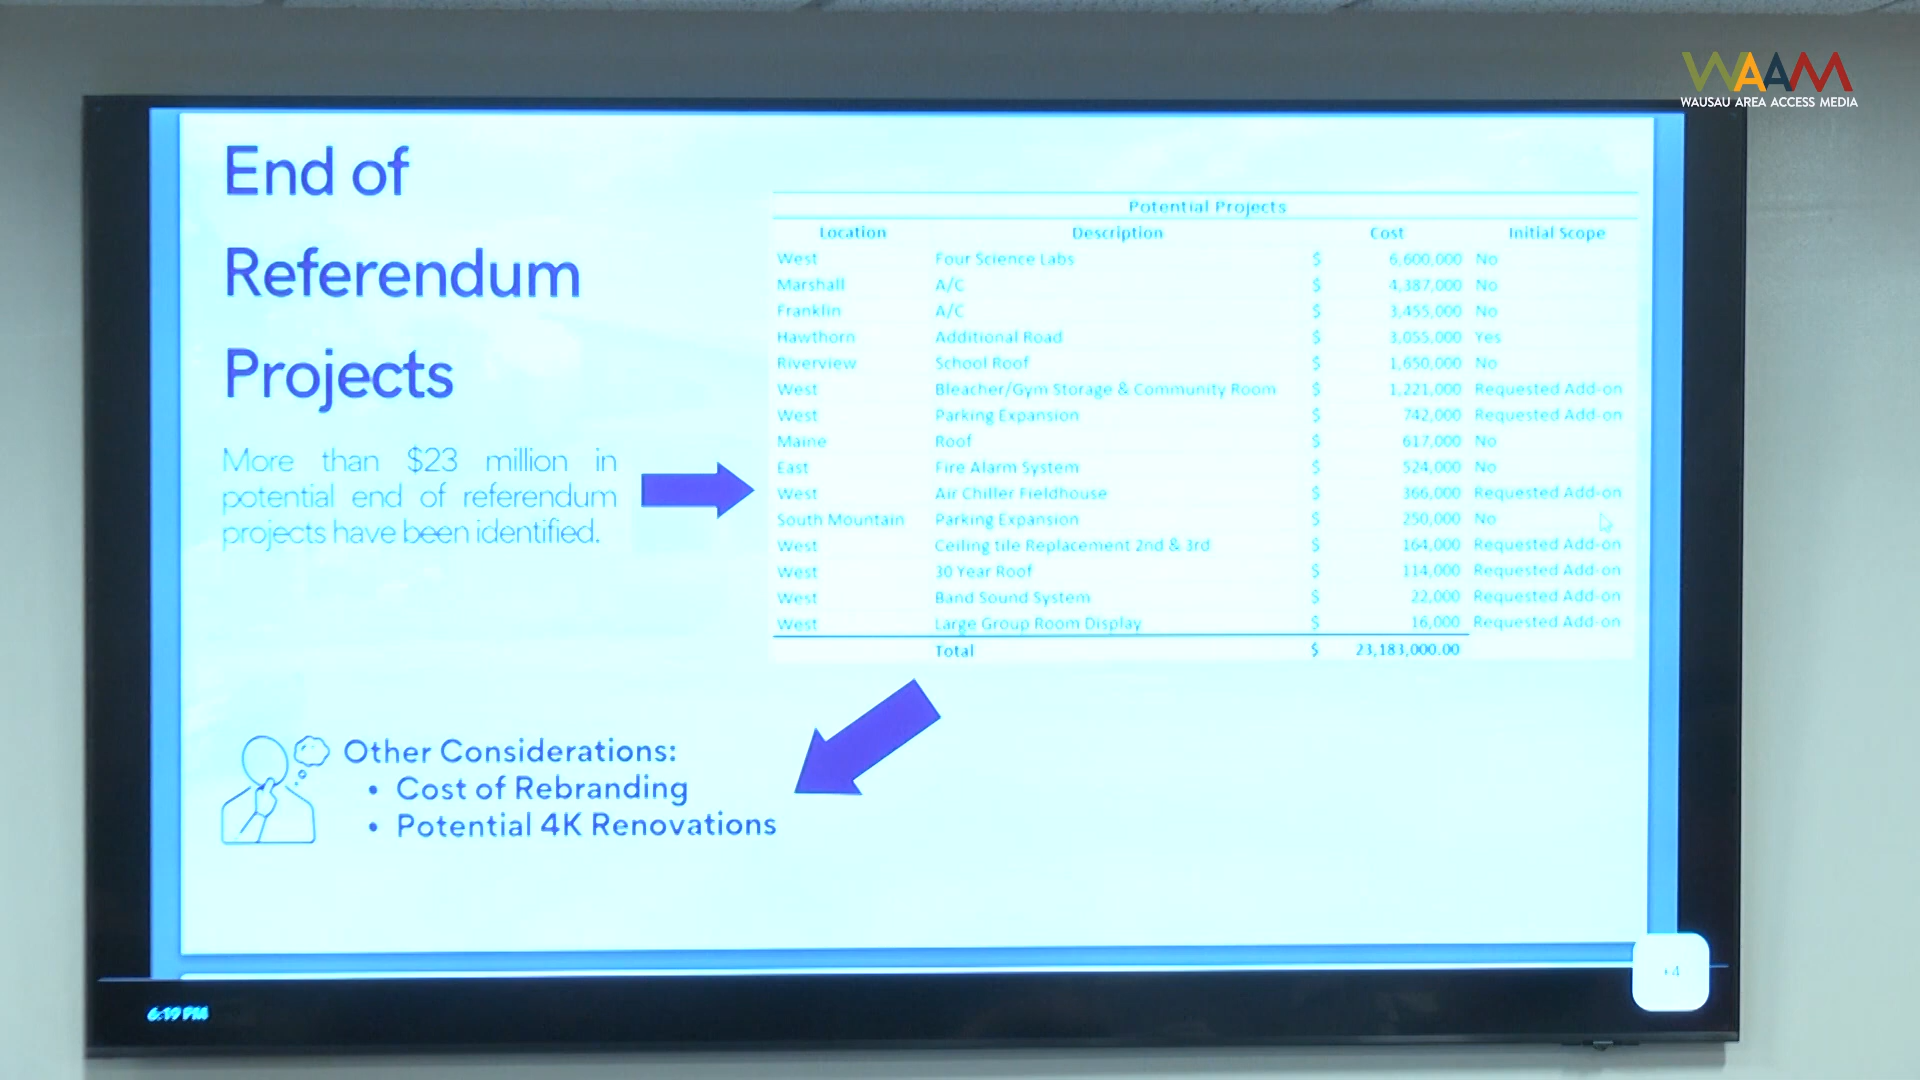 WAAM
WAUSAU AREA ACCESS MEDIA
End of
Referendum
Projects
More than $23 million in
potential end of referendum
projects have been identified.
Potential Projects
Location Description Cost Initial Scope
West Four Science Labs $ 6,600,000 No
Marshall A/C $ 4,387,000 No
Franklin A/C $ 3,455,000 No
Hawthorn Additional Road $ 3,055,000 Yes
Riverview School Roof $ 1,650,000 No
West Bleacher/Gym Storage & Community Room $ 1,221,000 Requested Add-on
West Parking Expansion $ 742,000 Requested Add-on
Maine Roof $ 617,000 No
East Fire Alarm System $ 524,000 No
West Air Chiller Fieldhouse $ 366,000 Requested Add-on
South Mountain Parking Expansion $ 250,000 No
West Ceiling tile Replacement 2nd & 3rd $ 164,000 Requested Add-on
West 30 Year Roof $ 114,000 Requested Add-on
West Band Sound System $ 22,000 Requested Add-on
West Large Group Room Display $ 16,000 Requested Add-on
Total $ 23,183,000.00
Other Considerations:
• Cost of Rebranding
• Potential 4K Renovations
6:19 PM